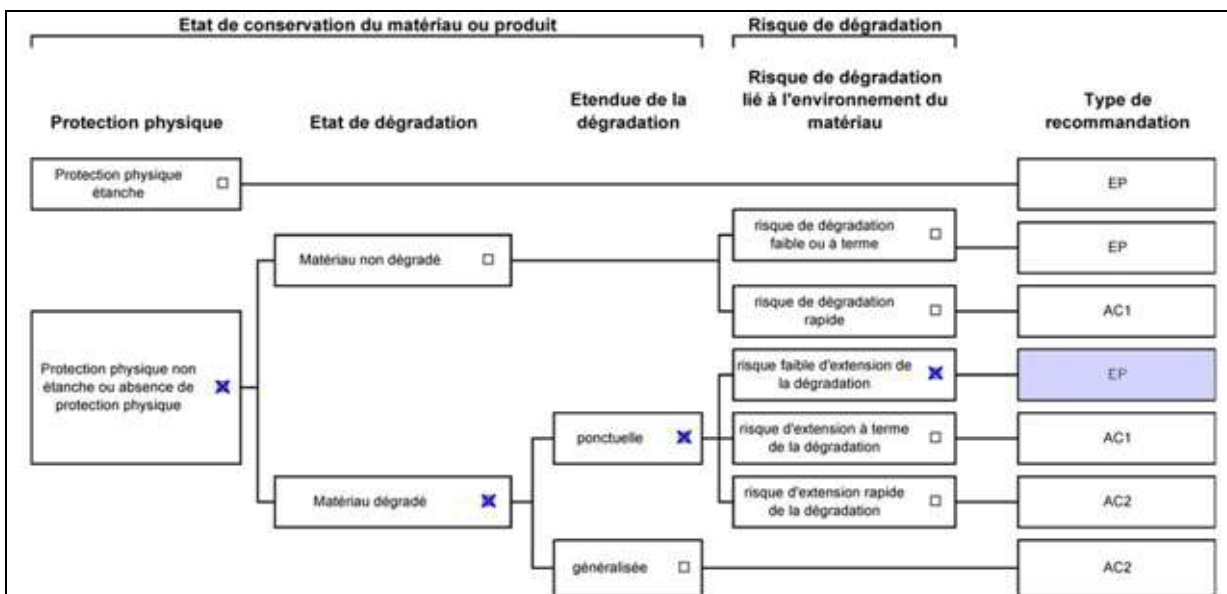 Etat de conservation du matériau ou produit
Risque de dégradation
Protection physique
Etat de dégradation
Etendue de la
dégradation
Risque de dégradation
lié à l'environnement du
matériau
Type de
recommandation
Protection physique
étanche
EP
Matériau non dégradé
risque de dégradation
faible ou à terme
EP
risque de dégradation
rapide
AC1
Protection physique non
étanche ou absence de
protection physique
Matériau dégradé
ponctuelle
risque faible d'extension de
la dégradation
EP
risque d'extension à terme
de la dégradation
AC1
risque d'extension rapide
de la dégradation
AC2
généralisée
AC2